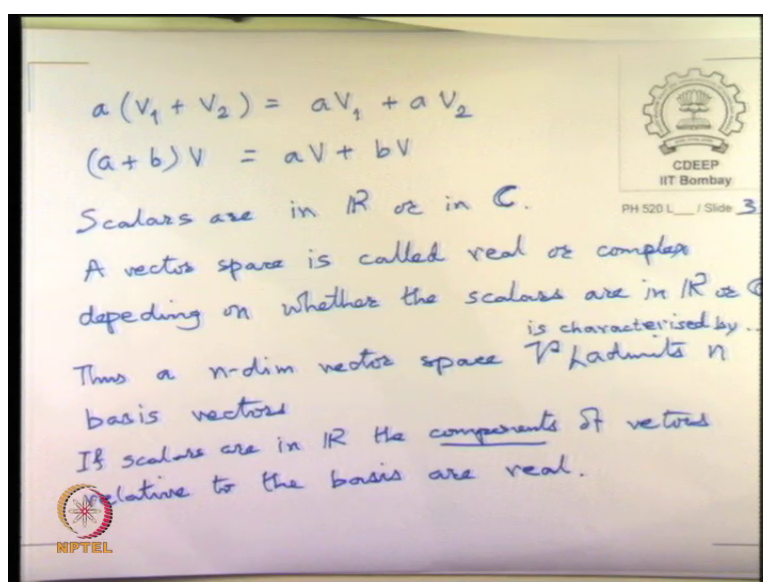 a (V₁ + V₂) = aV₁ + a V₂
(a + b) V = aV + bV
Scalars are in ℝ or in ℂ.
CDEEP
IIT Bombay
PH 520 L___ / Slide 3
A vector space is called real or complex
depeding on whether the scalars are in ℝ or ℂ
is characterised by ..
Thus a n-dim vector space V admits n
basis vectors
If scalars are in ℝ the components of vectors
relative to the basis are real.
NPTEL